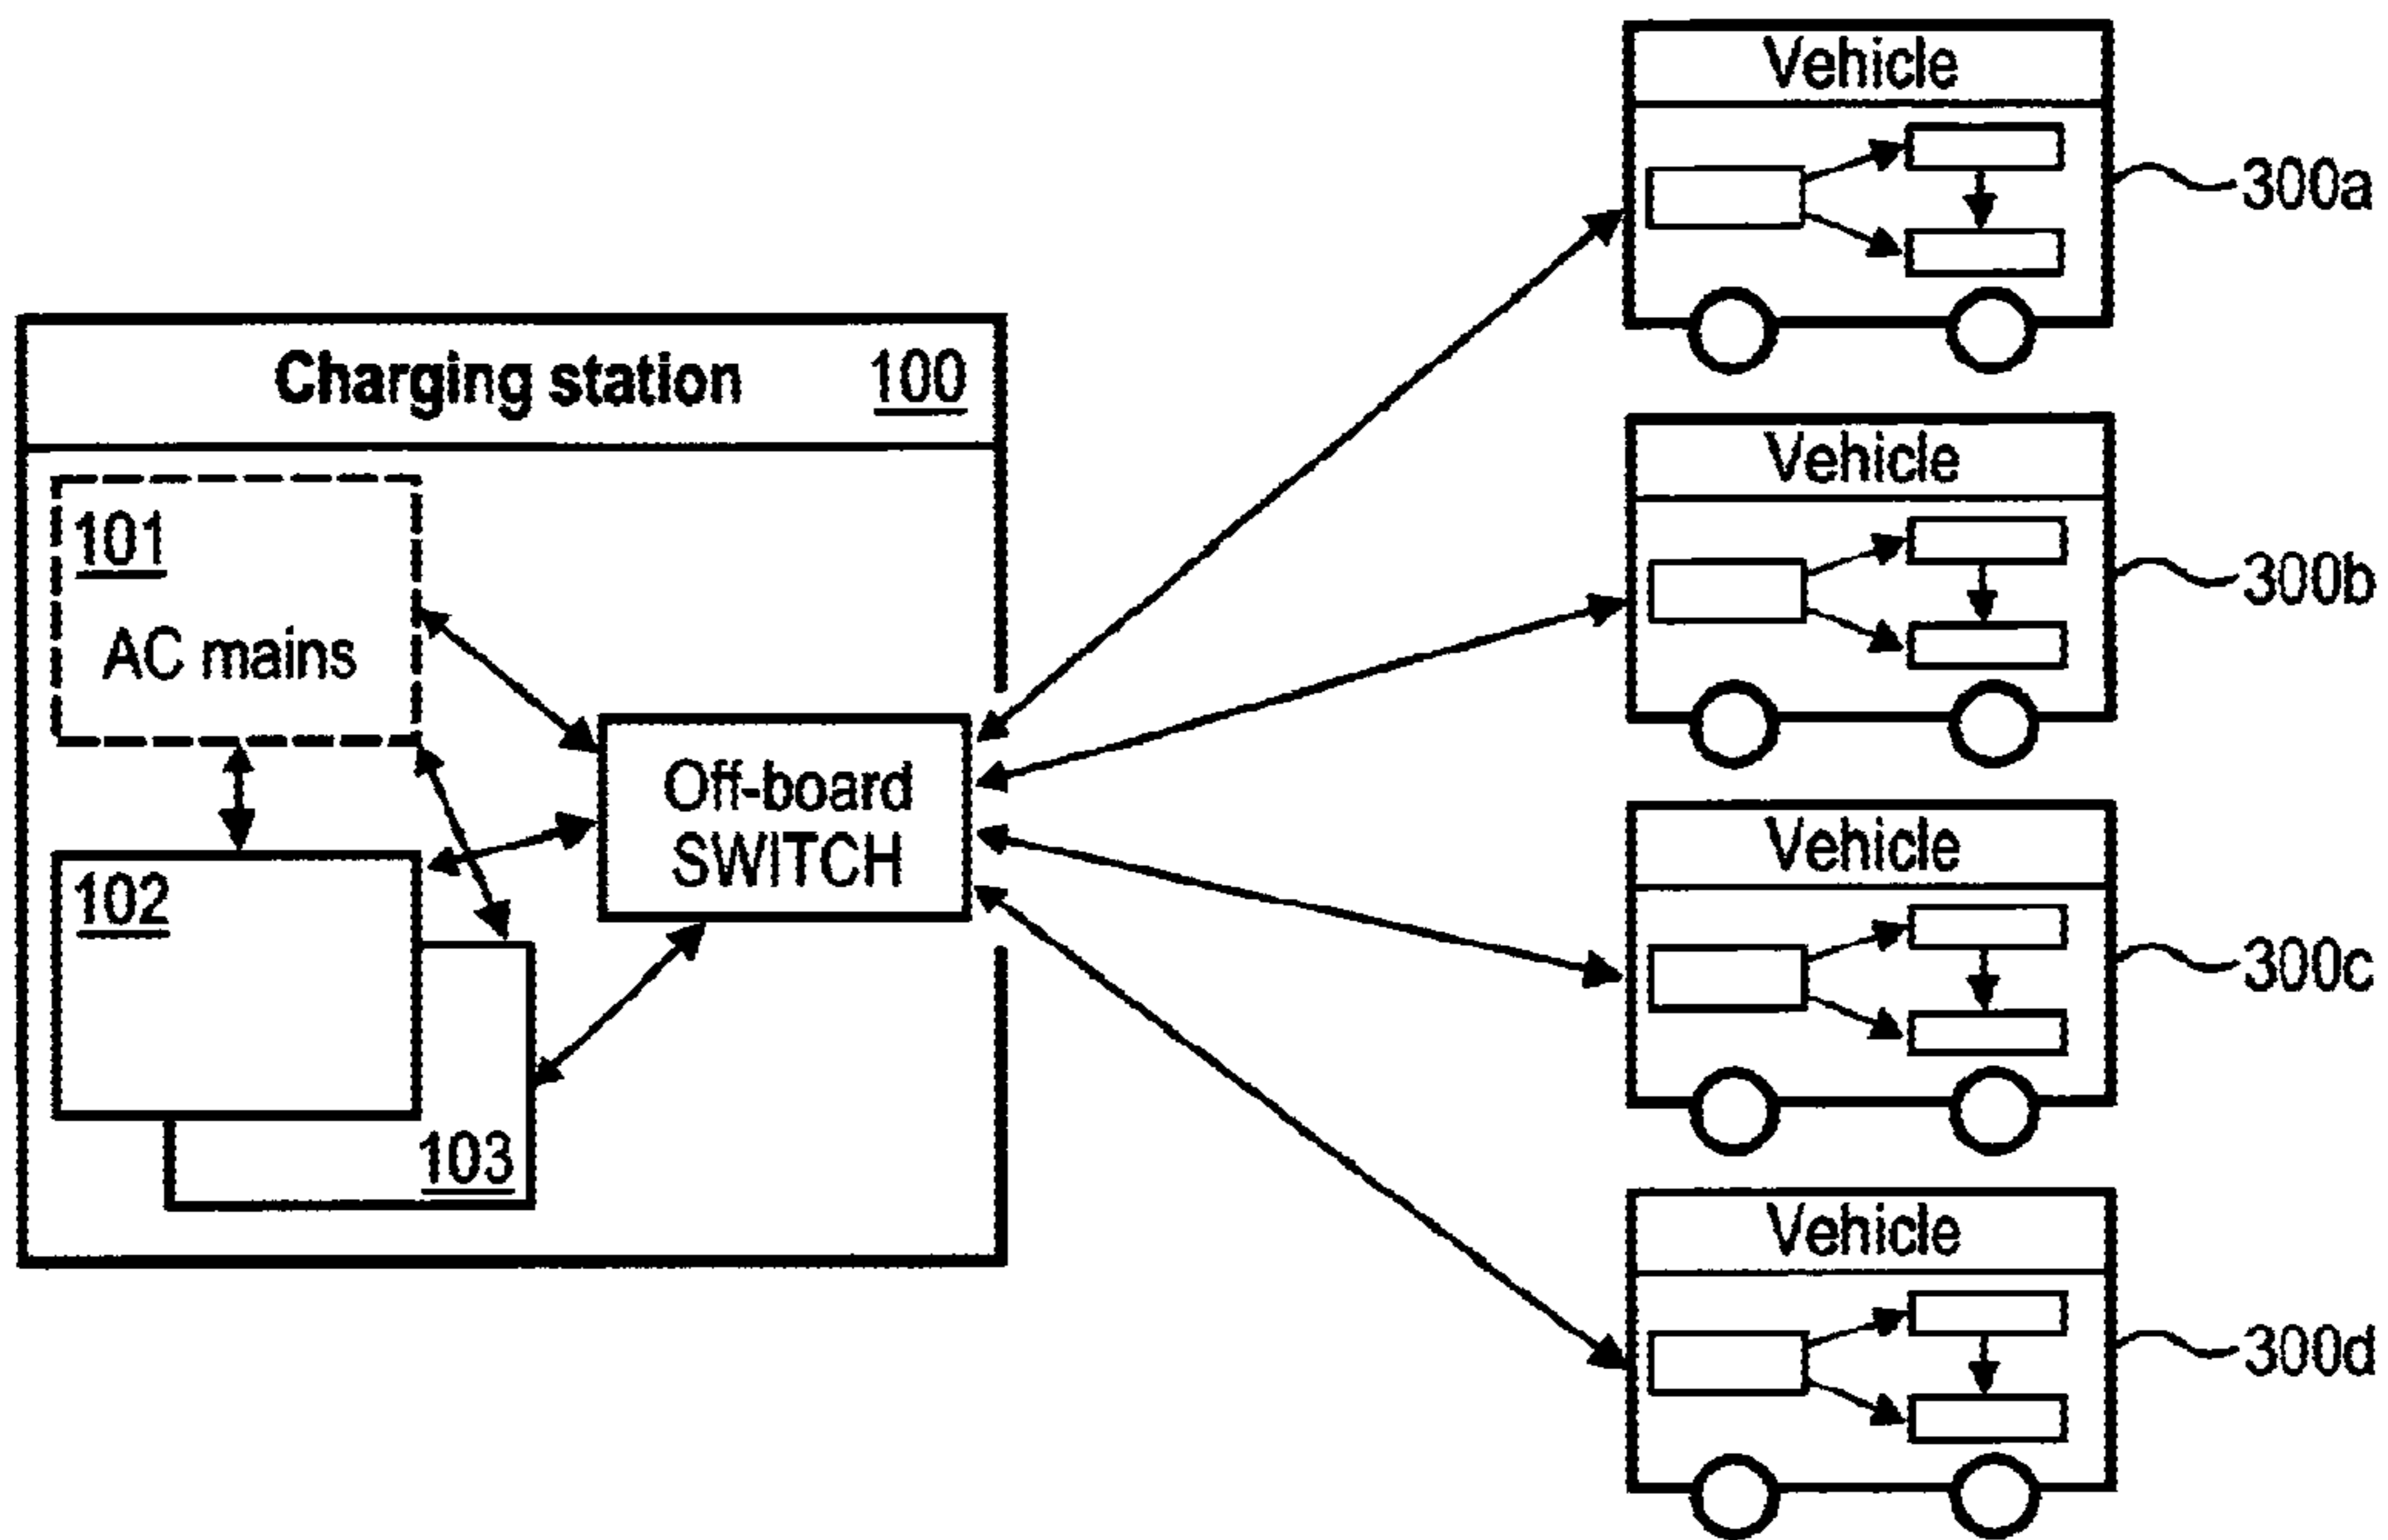 Charging station 100
101
AC mains
102
103
Off-board
SWITCH
Vehicle
300a
Vehicle
300b
Vehicle
300c
Vehicle
300d